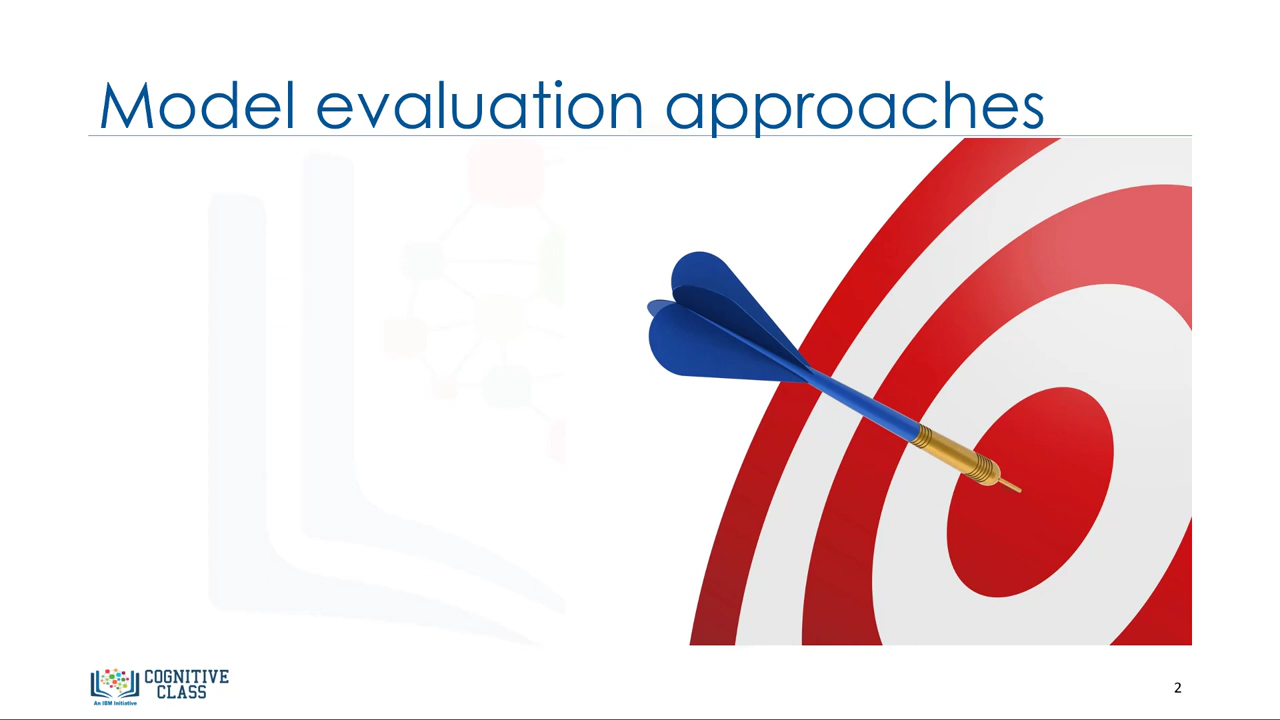 Model evaluation approaches
COGNITIVE
CLASS
An IBM Initiative
2